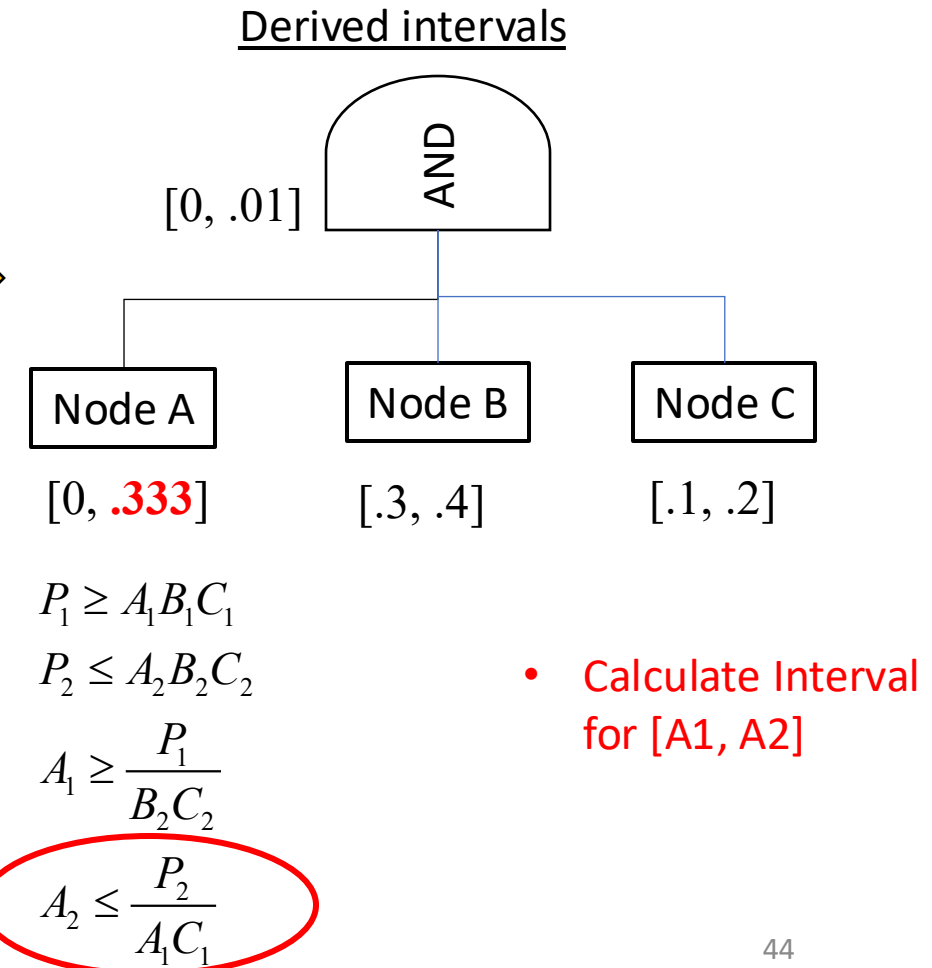 Derived intervals
AND
[0, .01]
Node A
Node B
Node C
[0, .333]
[.3, .4]
[.1, .2]
P₁ ≥ A₁B₁C₁
P₂ ≤ A₂B₂C₂
A₁ ≥ P₁ / B₂C₂
A₂ ≤ P₂ / A₁C₁
• Calculate Interval
for [A1, A2]
44